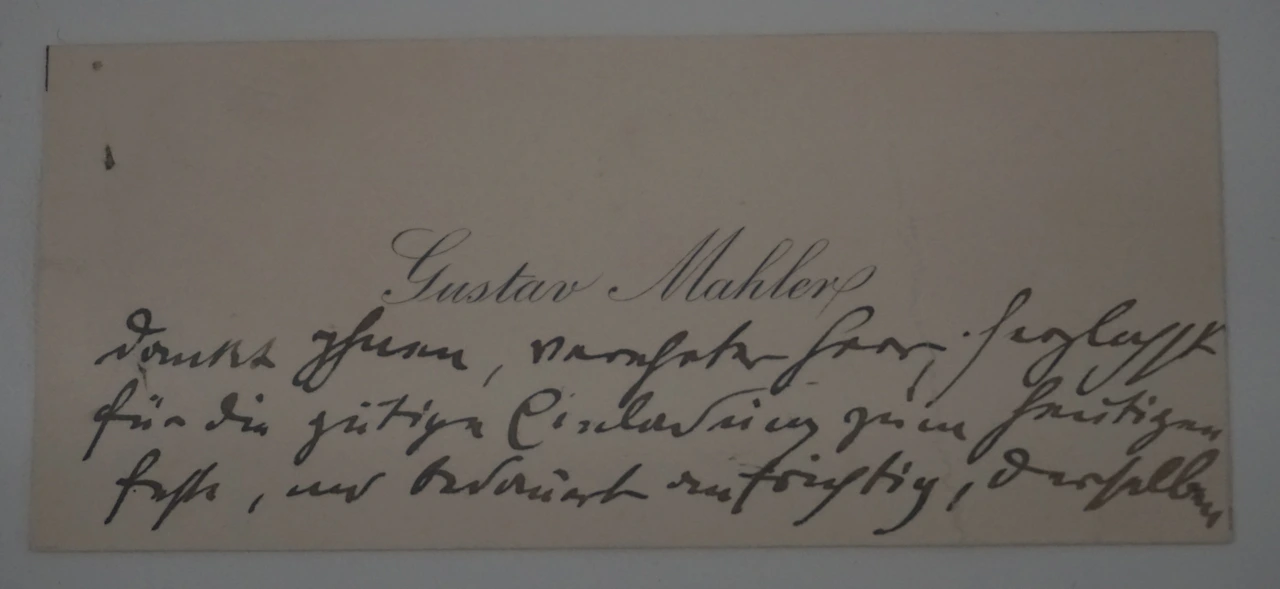 Gustav Mahler
dankt Ihnen, verehrter Herr, herzlichst
für die gütige Einladung zum heutigen
Feste, und bedauert aufrichtig, derselben